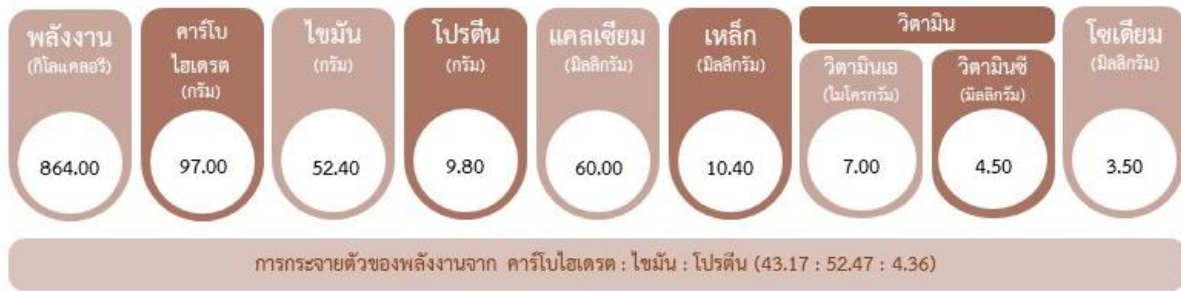 พลังงาน
(กิโลแคลอรี)
864.00
คาร์โบ
ไฮเดรต
(กรัม)
97.00
ไขมัน
(กรัม)
52.40
โปรตีน
(กรัม)
9.80
แคลเซียม
(มิลลิกรัม)
60.00
เหล็ก
(มิลลิกรัม)
10.40
วิตามิน
วิตามินเอ
(ไมโครกรัม)
7.00
วิตามินซี
(มิลลิกรัม)
4.50
โซเดียม
(มิลลิกรัม)
3.50
การกระจายตัวของพลังงานจาก คาร์โบไฮเดรต : ไขมัน : โปรตีน (43.17 : 52.47 : 4.36)